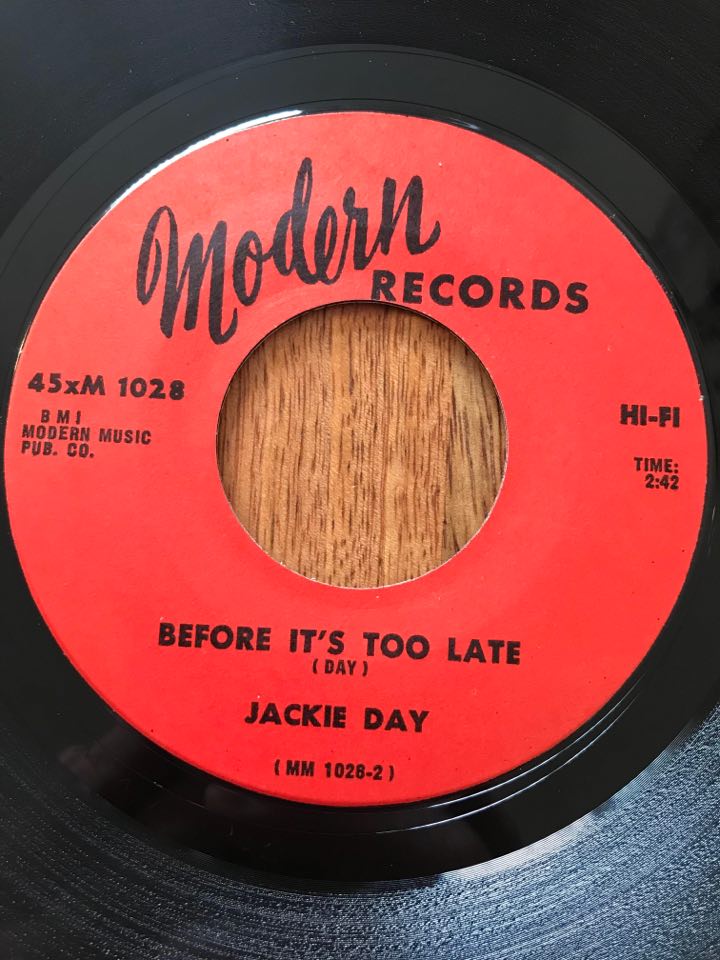 Modern
RECORDS
45xM 1028
BMI
MODERN MUSIC
PUB. CO.
HI-FI
TIME:
2:42
BEFORE IT'S TOO LATE
(DAY)
JACKIE DAY
(MM 1028-2)